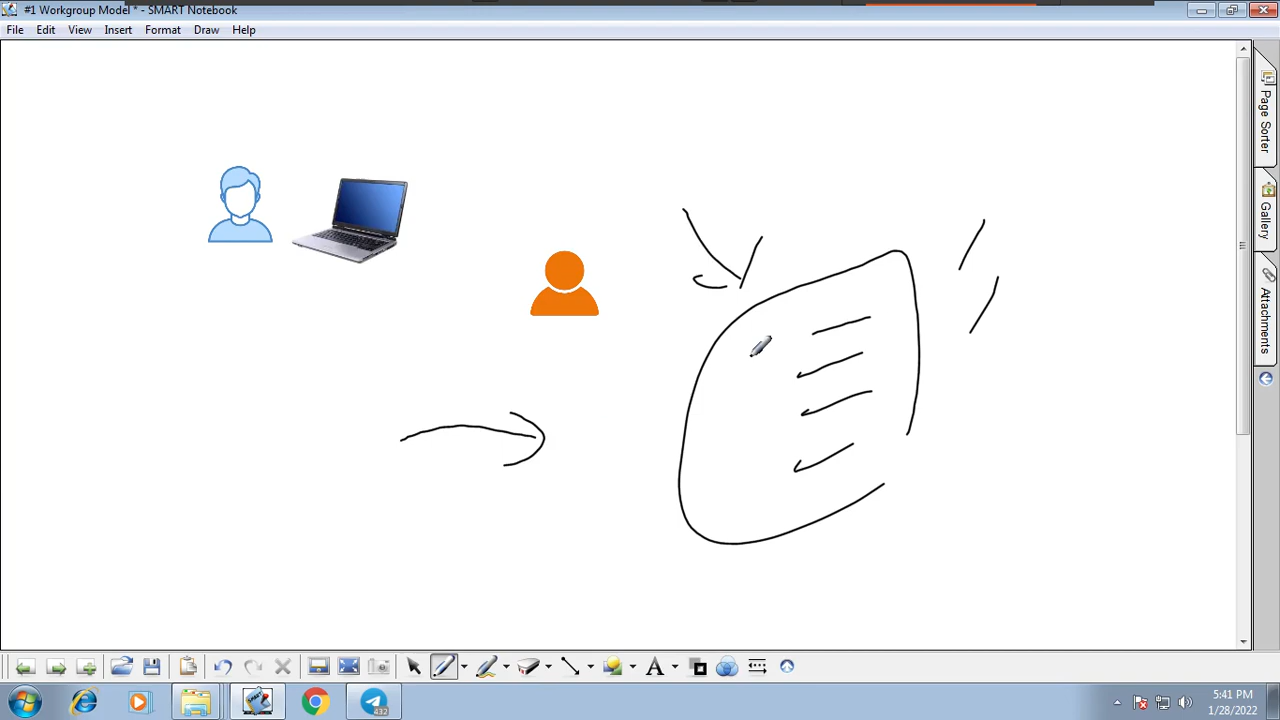 #1 Workgroup Model * - SMART Notebook
File Edit View Insert Format Draw Help
Page Sorter
Gallery
Attachments
A
432
5:41 PM
1/28/2022